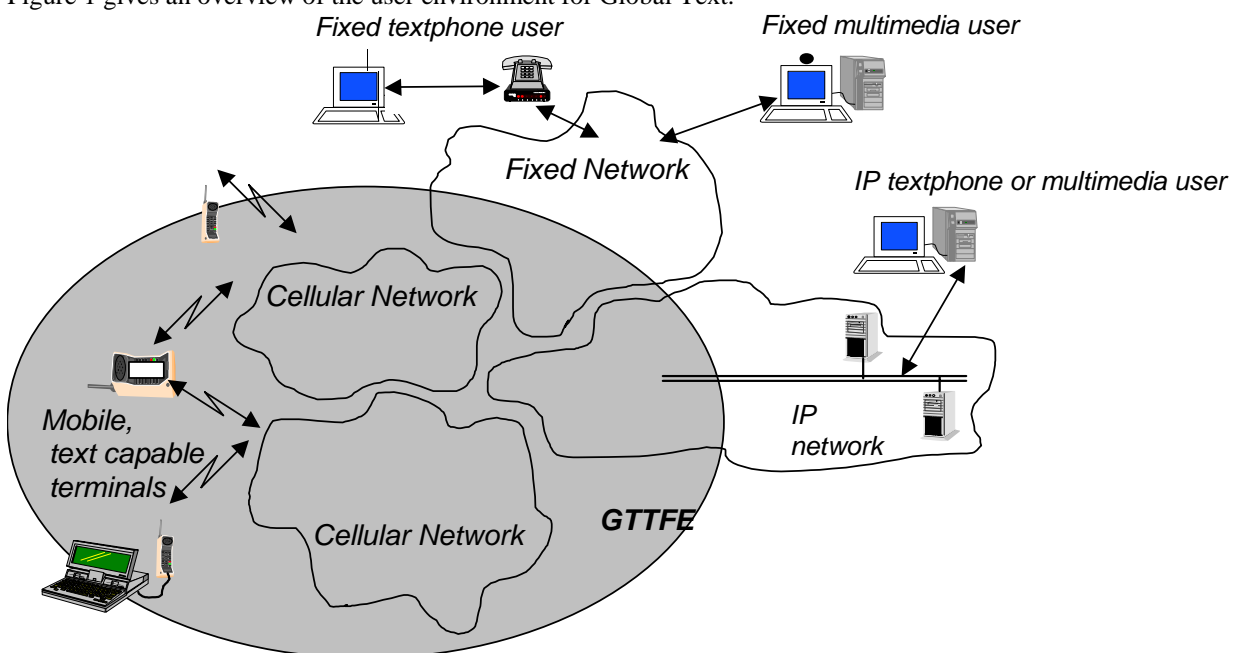 Figure 1 gives an overview of the user environment for Global Text.
Fixed textphone user
Fixed multimedia user
Fixed Network
IP textphone or multimedia user
Cellular Network
Mobile,
text capable
terminals
IP
network
GTTFE
Cellular Network